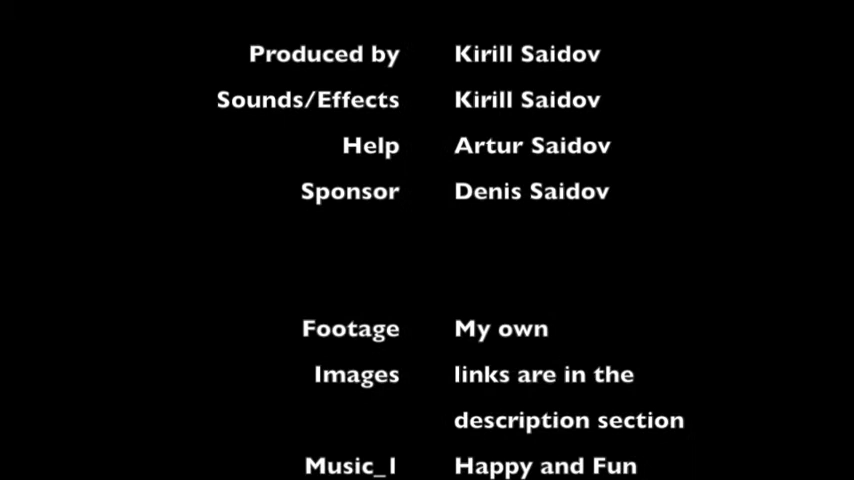 Produced by Kirill Saidov
Sounds/Effects Kirill Saidov
Help Artur Saidov
Sponsor Denis Saidov
Footage My own
Images links are in the
description section
Music_1 Happy and Fun